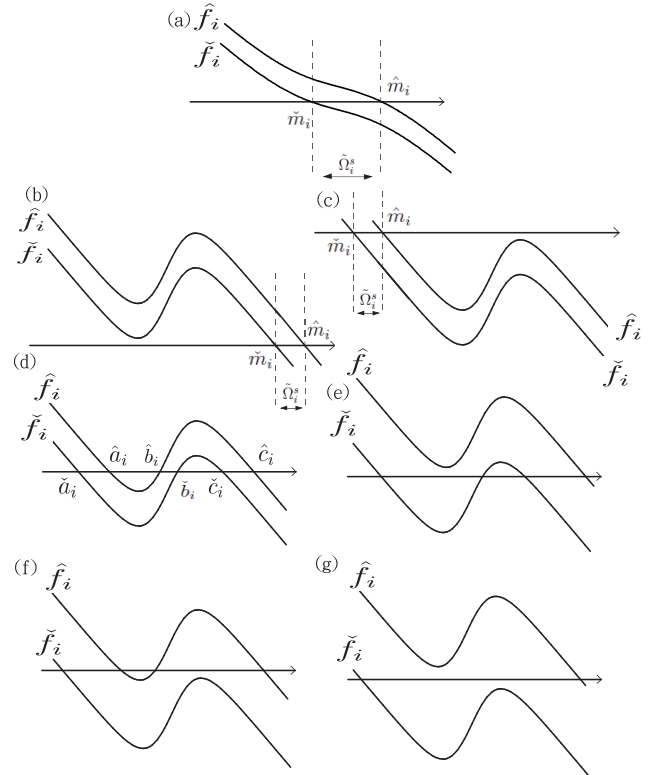 (a) f̂ᵢ
f̌ᵢ
m̂ᵢ
m̌ᵢ
Ω̃ᵢˢ
(b)
f̂ᵢ
f̌ᵢ
m̂ᵢ
m̌ᵢ
Ω̃ᵢˢ
(c)
m̂ᵢ
m̌ᵢ
Ω̃ᵢˢ
f̂ᵢ
f̌ᵢ
(d)
f̂ᵢ
f̌ᵢ
âᵢ b̂ᵢ ĉᵢ
ǎᵢ b̌ᵢ čᵢ
(e)
f̂ᵢ
f̌ᵢ
(f)
f̂ᵢ
f̌ᵢ
(g)
f̂ᵢ
f̌ᵢ